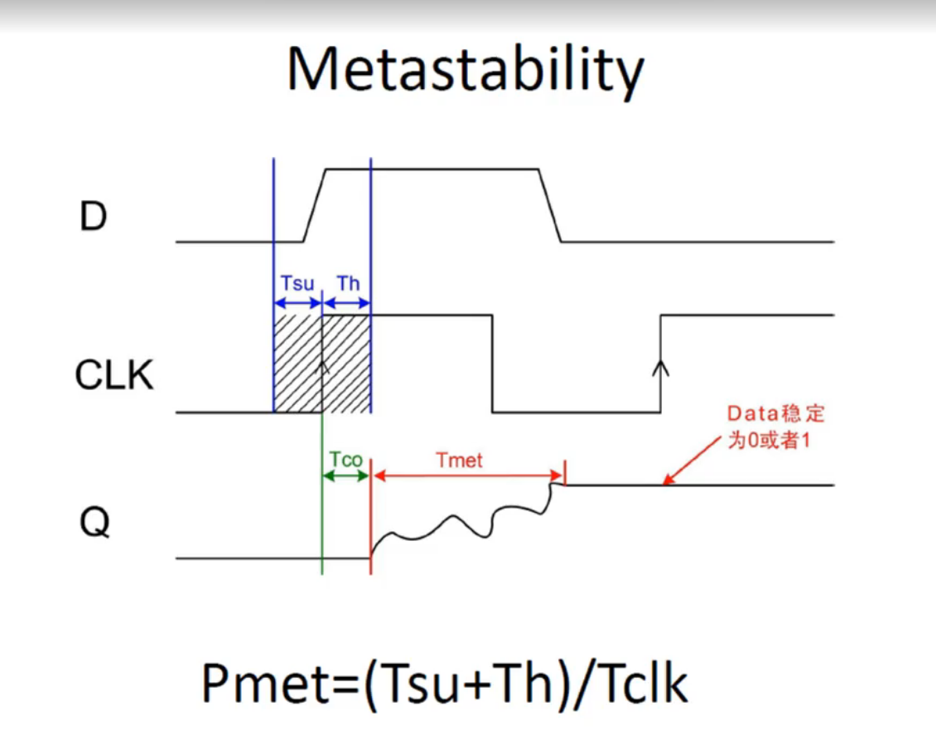 Metastability
D
Tsu Th
CLK
Data稳定
为0或者1
Tco Tmet
Q
Pmet=(Tsu+Th)/Tclk